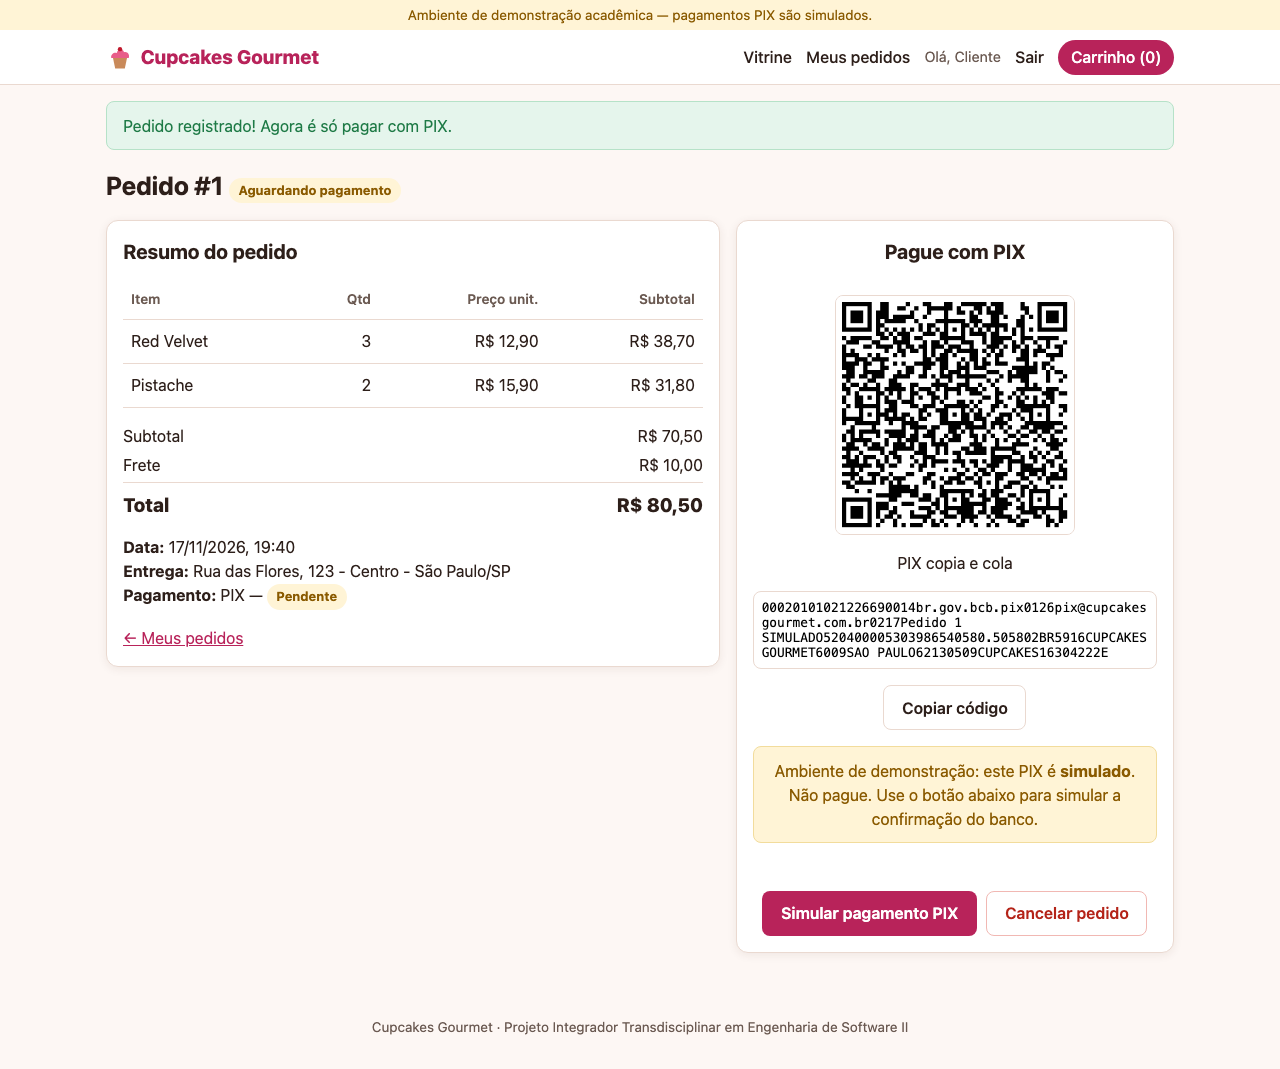 Ambiente de demonstração acadêmica — pagamentos PIX são simulados.
Cupcakes Gourmet
Vitrine Meus pedidos Olá, Cliente Sair Carrinho (0)
Pedido registrado! Agora é só pagar com PIX.
Pedido #1 Aguardando pagamento
Resumo do pedido
Item Qtd Preço unit. Subtotal
Red Velvet 3 R$ 12,90 R$ 38,70
Pistache 2 R$ 15,90 R$ 31,80
Subtotal R$ 70,50
Frete R$ 10,00
Total R$ 80,50
Data: 17/11/2026, 19:40
Entrega: Rua das Flores, 123 - Centro - São Paulo/SP
Pagamento: PIX — Pendente
← Meus pedidos
Pague com PIX
PIX copia e cola
00020101021226690014br.gov.bcb.pix0126pix@cupcakes
gourmet.com.br0217Pedido 1
SIMULADO520400005303986540580.505802BR5916CUPCAKES
GOURMET6009SAO PAULO62130509CUPCAKES16304222E
Copiar código
Ambiente de demonstração: este PIX é simulado.
Não pague. Use o botão abaixo para simular a
confirmação do banco.
Simular pagamento PIX Cancelar pedido
Cupcakes Gourmet · Projeto Integrador Transdisciplinar em Engenharia de Software II